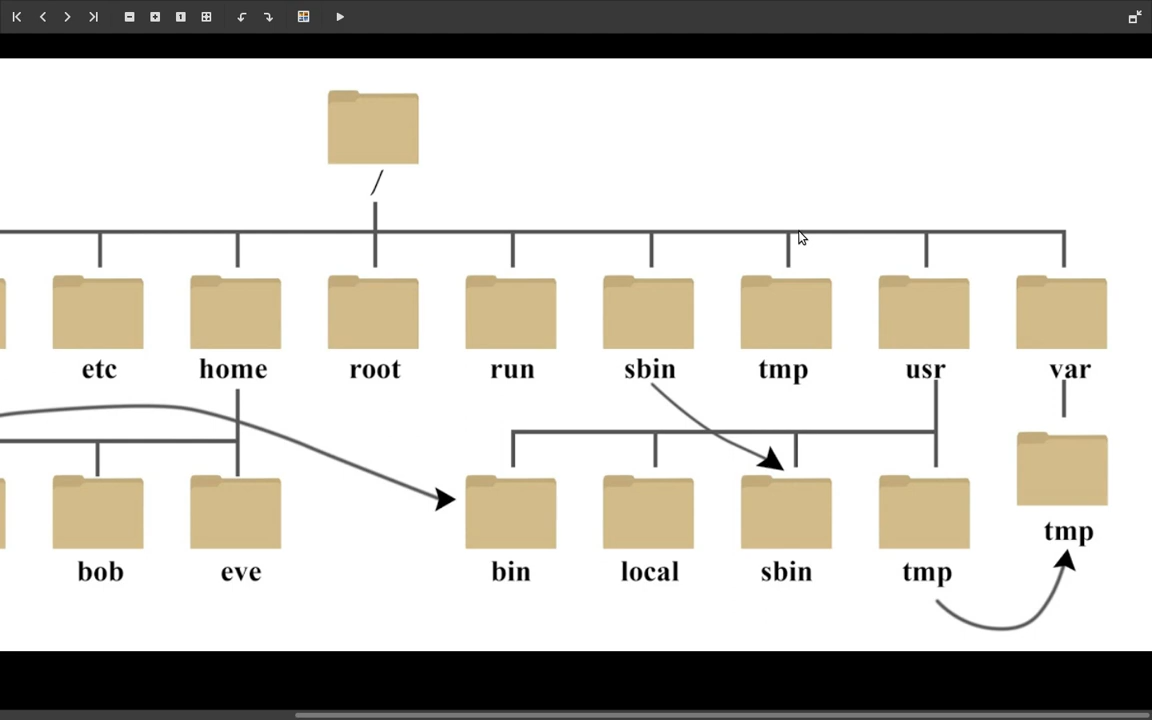 /
etc home root run sbin tmp usr var
tmp
bob eve bin local sbin tmp